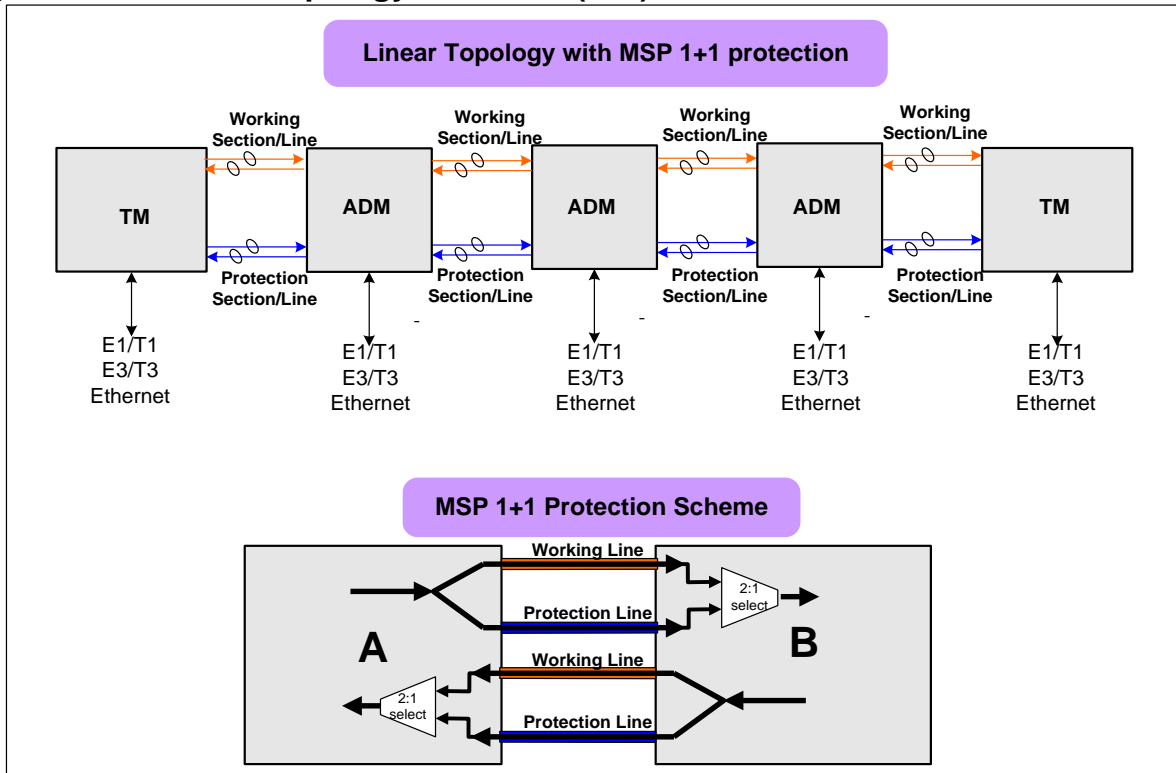 Linear Topology with MSP 1+1 protection
Working
Section/Line
Working
Section/Line
Working
Section/Line
Working
Section/Line
TM
ADM
ADM
ADM
TM
Protection
Section/Line
Protection
Section/Line
Protection
Section/Line
Protection
Section/Line
E1/T1
E3/T3
Ethernet
E1/T1
E3/T3
Ethernet
E1/T1
E3/T3
Ethernet
E1/T1
E3/T3
Ethernet
E1/T1
E3/T3
Ethernet
MSP 1+1 Protection Scheme
Working Line
2:1
select
Protection Line
A
B
Working Line
2:1
select
Protection Line